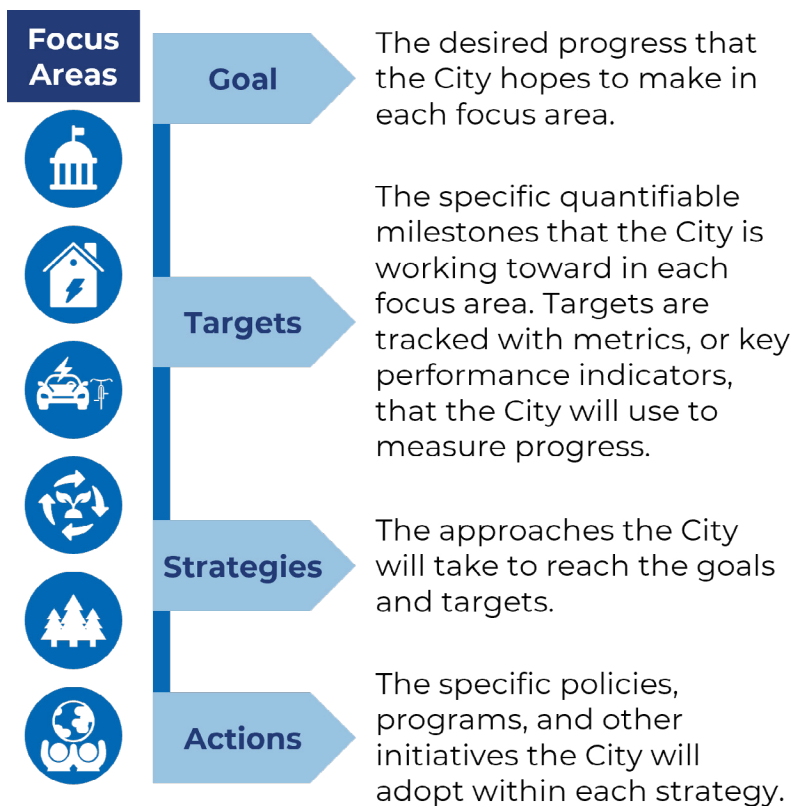 Focus
Areas
Goal
The desired progress that
the City hopes to make in
each focus area.
Targets
The specific quantifiable
milestones that the City is
working toward in each
focus area. Targets are
tracked with metrics, or key
performance indicators,
that the City will use to
measure progress.
Strategies
The approaches the City
will take to reach the goals
and targets.
Actions
The specific policies,
programs, and other
initiatives the City will
adopt within each strategy.